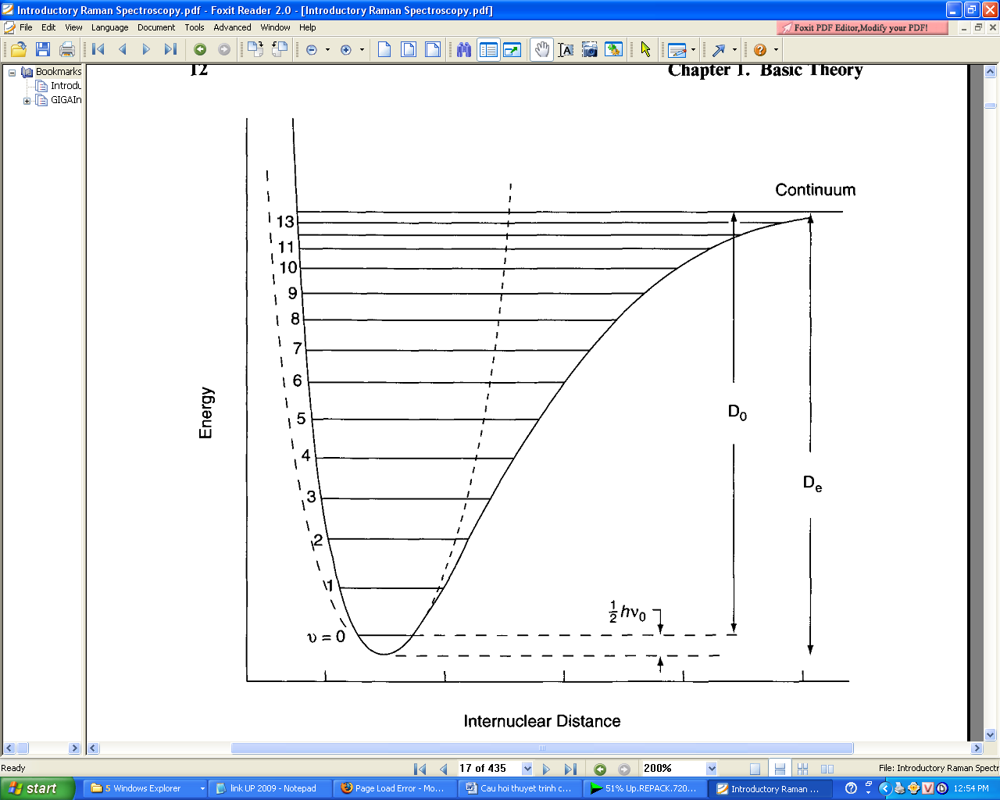 Introductory Raman Spectroscopy.pdf - Foxit Reader 2.0 - [Introductory Raman Spectroscopy.pdf]
File Edit View Language Document Tools Advanced Window Help
Foxit PDF Editor,Modify your PDF!
Bookmarks
Introdu
GIGAIn
12 Chapter 1. Basic Theory
Continuum
13
11
10
9
8
7
6
5
4
3
2
1
υ = 0
D0
De
1/2 hν0
Energy
Internuclear Distance
Ready
17 of 435
200%
File: Introductory Raman Spectr
start
5 Windows Explorer
link UP 2009 - Notepad
Page Load Error - Mo...
Cau hoi thuyet trinh c...
51% Up.REPACK.720...
Introductory Raman ...
12:54 PM